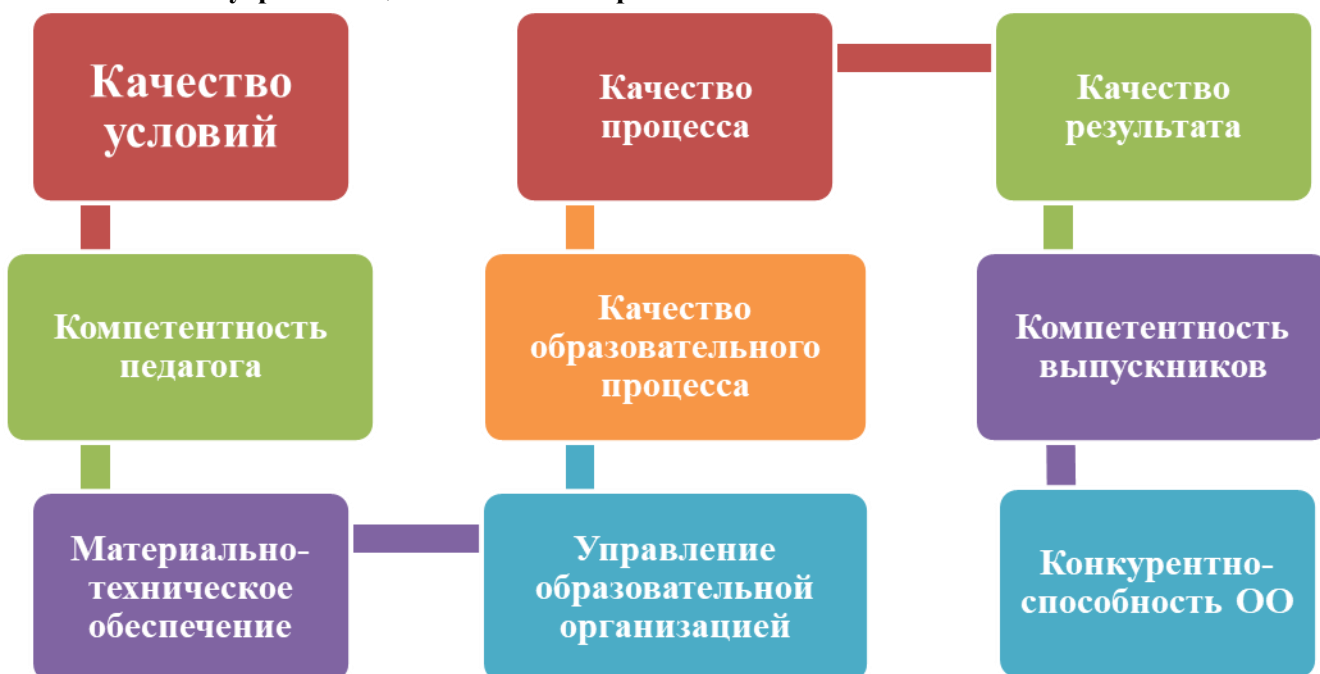 Качество
условий
Компетентность
педагога
Материально-
техническое
обеспечение
Качество
процесса
Качество
образовательного
процесса
Управление
образовательной
организацией
Качество
результата
Компетентность
выпускников
Конкурентно-
способность ОО